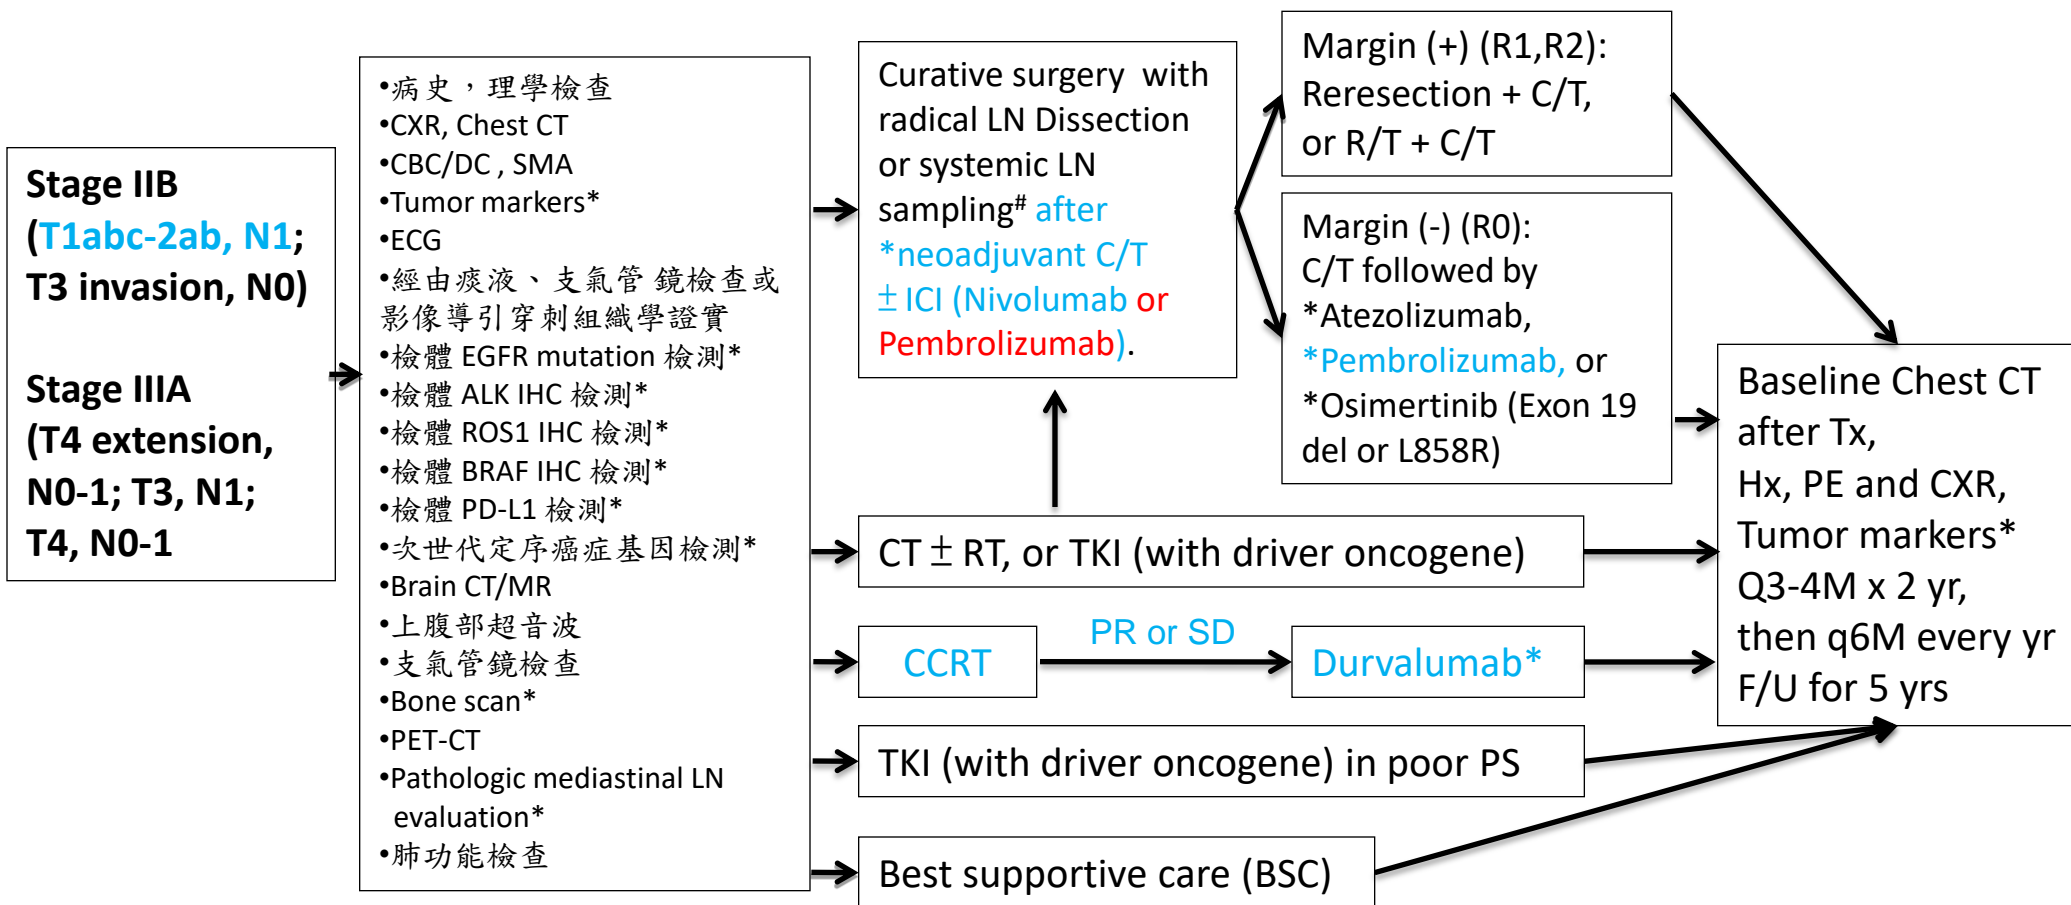 Stage IIB
(T1abc-2ab, N1;
T3 invasion, N0)
Stage IIIA
(T4 extension,
N0-1; T3, N1;
T4, N0-1
•病史，理學檢查
•CXR, Chest CT
•CBC/DC , SMA
•Tumor markers*
•ECG
•經由痰液、支氣管 鏡檢查或
影像導引穿刺組織學證實
•檢體 EGFR mutation 檢測*
•檢體 ALK IHC 檢測*
•檢體 ROS1 IHC 檢測*
•檢體 BRAF IHC 檢測*
•檢體 PD-L1 檢測*
•次世代定序癌症基因檢測*
•Brain CT/MR
•上腹部超音波
•支氣管鏡檢查
•Bone scan*
•PET-CT
•Pathologic mediastinal LN
evaluation*
•肺功能檢查
Curative surgery with
radical LN Dissection
or systemic LN
sampling# after
*neoadjuvant C/T
± ICI (Nivolumab or
Pembrolizumab).
Margin (+) (R1,R2):
Reresection + C/T,
or R/T + C/T
Margin (-) (R0):
C/T followed by
*Atezolizumab,
*Pembrolizumab, or
*Osimertinib (Exon 19
del or L858R)
CT ± RT, or TKI (with driver oncogene)
CCRT
PR or SD
Durvalumab*
TKI (with driver oncogene) in poor PS
Best supportive care (BSC)
Baseline Chest CT
after Tx,
Hx, PE and CXR,
Tumor markers*
Q3-4M x 2 yr,
then q6M every yr
F/U for 5 yrs